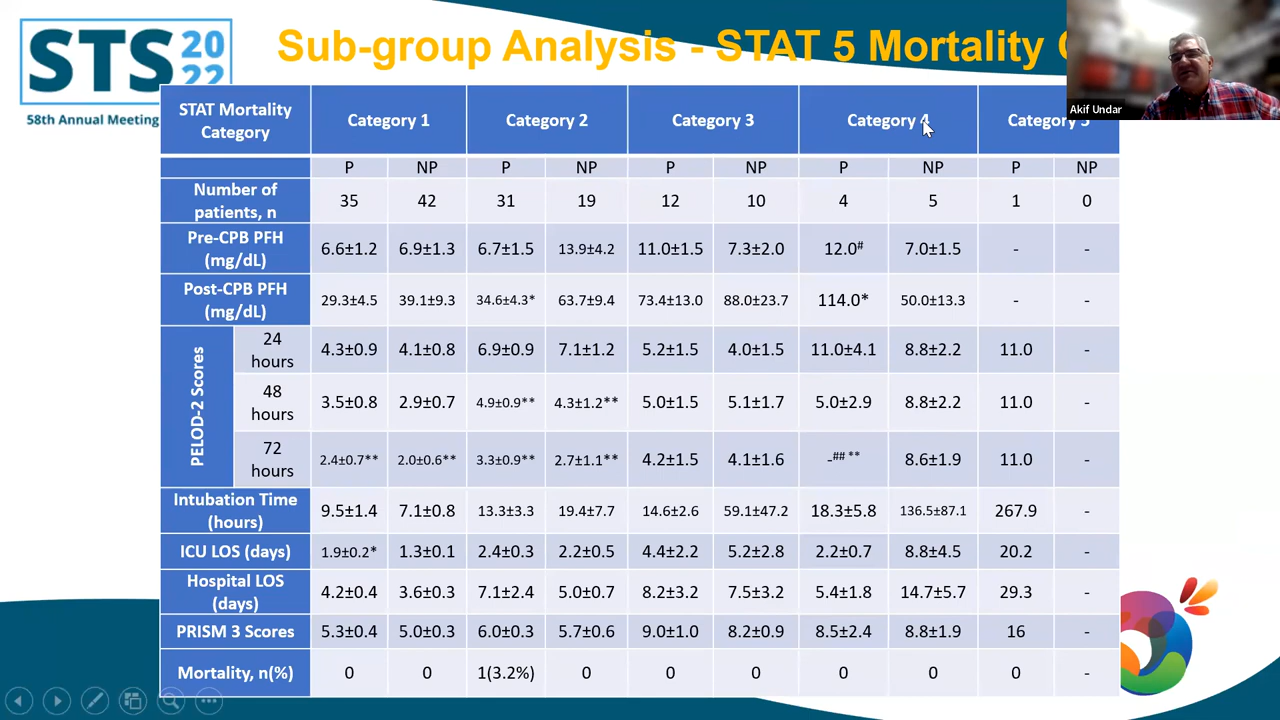 STS 20
22
58th Annual Meeting
Sub-group Analysis - STAT 5 Mortality
Akif Undar
STAT Mortality
Category
Category 1
Category 2
Category 3
Category 4
Category 5
P NP P NP P NP P NP P NP
Number of
patients, n
35 42 31 19 12 10 4 5 1 0
Pre-CPB PFH
(mg/dL)
6.6±1.2 6.9±1.3 6.7±1.5 13.9±4.2 11.0±1.5 7.3±2.0 12.0# 7.0±1.5 - -
Post-CPB PFH
(mg/dL)
29.3±4.5 39.1±9.3 34.6±4.3* 63.7±9.4 73.4±13.0 88.0±23.7 114.0* 50.0±13.3 - -
PELOD-2 Scores
24
hours
4.3±0.9 4.1±0.8 6.9±0.9 7.1±1.2 5.2±1.5 4.0±1.5 11.0±4.1 8.8±2.2 11.0 -
48
hours
3.5±0.8 2.9±0.7 4.9±0.9** 4.3±1.2** 5.0±1.5 5.1±1.7 5.0±2.9 8.8±2.2 11.0 -
72
hours
2.4±0.7** 2.0±0.6** 3.3±0.9** 2.7±1.1** 4.2±1.5 4.1±1.6 -## ** 8.6±1.9 11.0 -
Intubation Time
(hours)
9.5±1.4 7.1±0.8 13.3±3.3 19.4±7.7 14.6±2.6 59.1±47.2 18.3±5.8 136.5±87.1 267.9 -
ICU LOS (days) 1.9±0.2* 1.3±0.1 2.4±0.3 2.2±0.5 4.4±2.2 5.2±2.8 2.2±0.7 8.8±4.5 20.2 -
Hospital LOS
(days)
4.2±0.4 3.6±0.3 7.1±2.4 5.0±0.7 8.2±3.2 7.5±3.2 5.4±1.8 14.7±5.7 29.3 -
PRISM 3 Scores 5.3±0.4 5.0±0.3 6.0±0.3 5.7±0.6 9.0±1.0 8.2±0.9 8.5±2.4 8.8±1.9 16 -
Mortality, n(%) 0 0 1(3.2%) 0 0 0 0 0 0 -